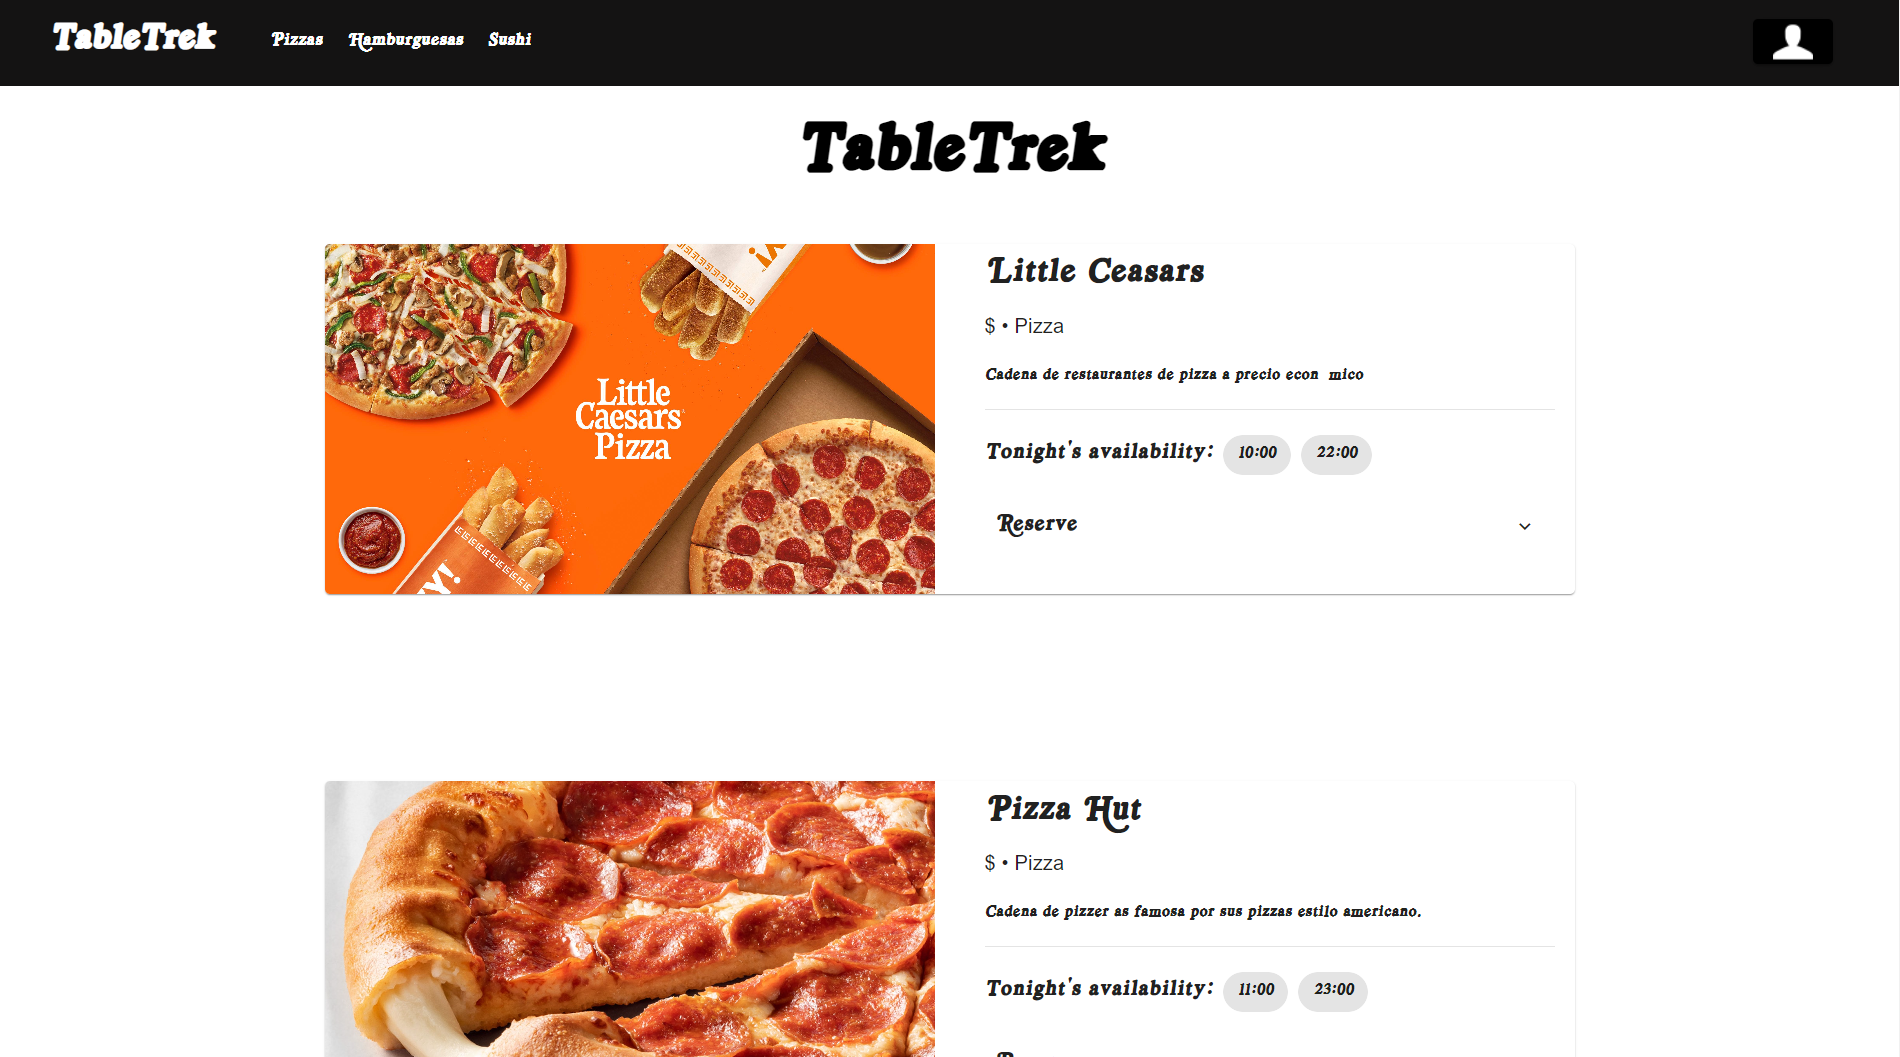 TableTrek
Pizzas Hamburguesas Sushi
TableTrek
Little
Caesars
Pizza
Little Ceasars
$ • Pizza
Cadena de restaurantes de pizza a precio econ mico
Tonight's availability: 10:00 22:00
Reserve
Pizza Hut
$ • Pizza
Cadena de pizzer as famosa por sus pizzas estilo americano.
Tonight's availability: 11:00 23:00